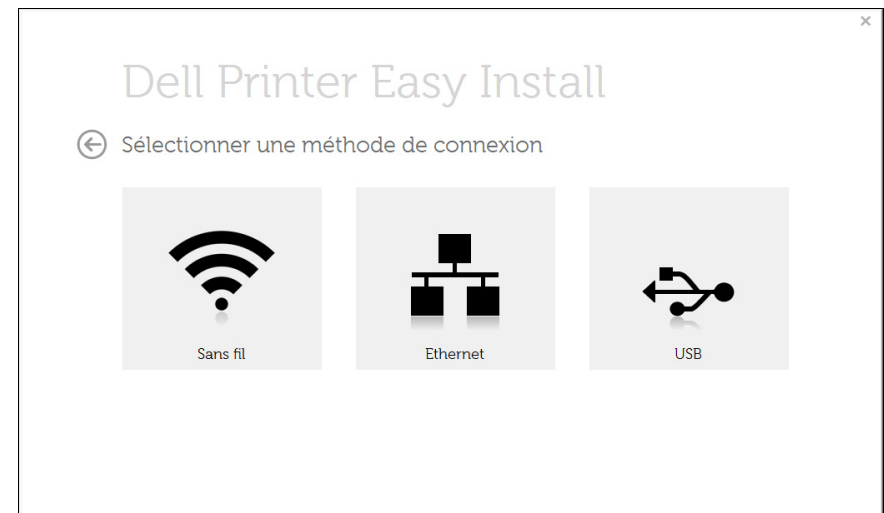 Dell Printer Easy Install
Sélectionner une méthode de connexion
Sans fil
Ethernet
USB